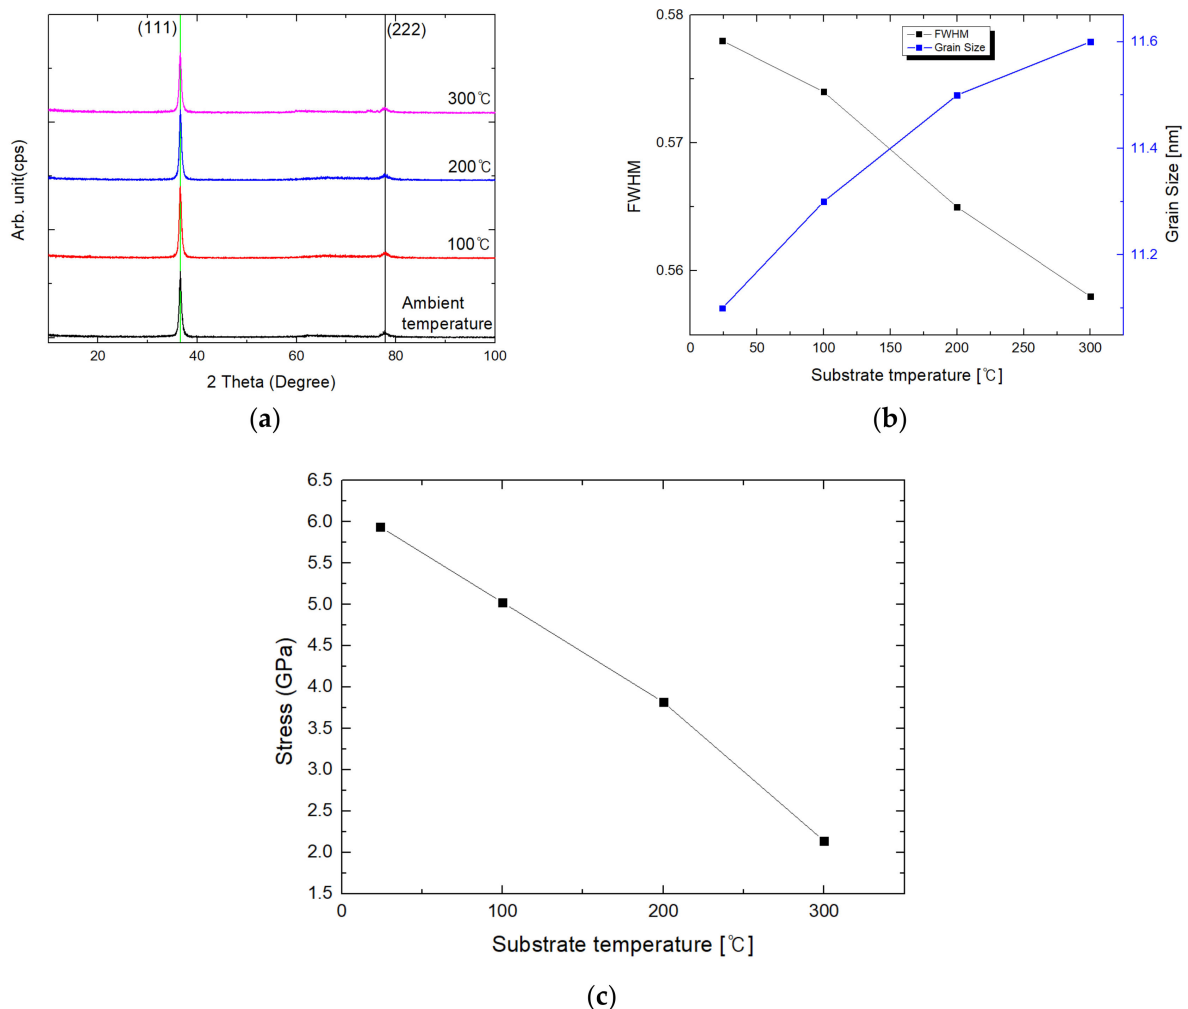 (111)
(222)
300℃
200℃
100℃
Ambient
temperature
Arb. unit(cps)
20
40
60
80
100
2 Theta (Degree)
(a)
0.58
0.57
0.56
FWHM
FWHM
Grain Size
11.6
11.4
11.2
Grain Size [nm]
0
50
100
150
200
250
300
Substrate tmperature [℃]
(b)
6.5
6.0
5.5
5.0
4.5
4.0
3.5
3.0
2.5
2.0
1.5
Stress (GPa)
0
100
200
300
Substrate temperature [℃]
(c)